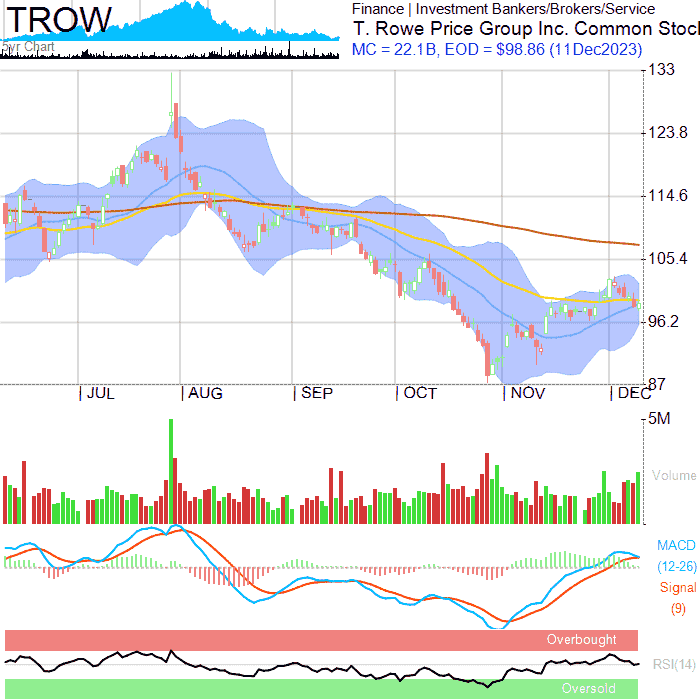 TROW
5yr Chart
Finance | Investment Bankers/Brokers/Service
T. Rowe Price Group Inc. Common Stoc
MC = 22.1B, EOD = $98.86 (11Dec2023)
133
123.8
114.6
105.4
96.2
87
JUL
AUG
SEP
OCT
NOV
DEC
5M
Volume
MACD
(12-26)
Signal
(9)
Overbought
RSI(14)
Oversold